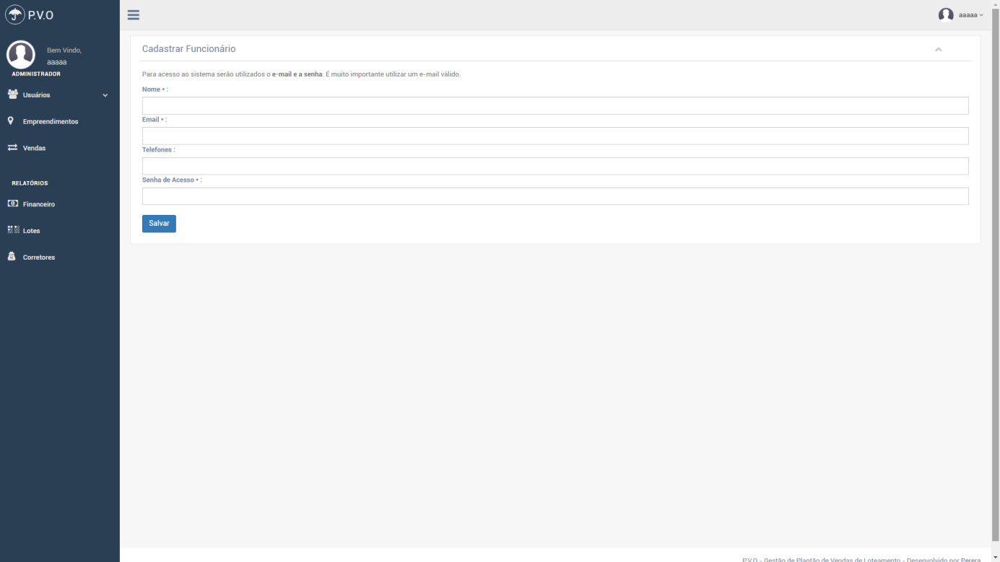 P.V.O
aaaaa
Bem Vindo,
aaaaa
ADMINISTRADOR
Usuários
Empreendimentos
Vendas
RELATÓRIOS
Financeiro
Lotes
Corretores
Cadastrar Funcionário
Para acesso ao sistema serão utilizados o e-mail e a senha. É muito importante utilizar um e-mail válido.
Nome * :
Email * :
Telefones :
Senha de Acesso * :
Salvar
P.V.O - Gestão de Plantão de Vendas de Loteamento - Desenvolvido por Perera